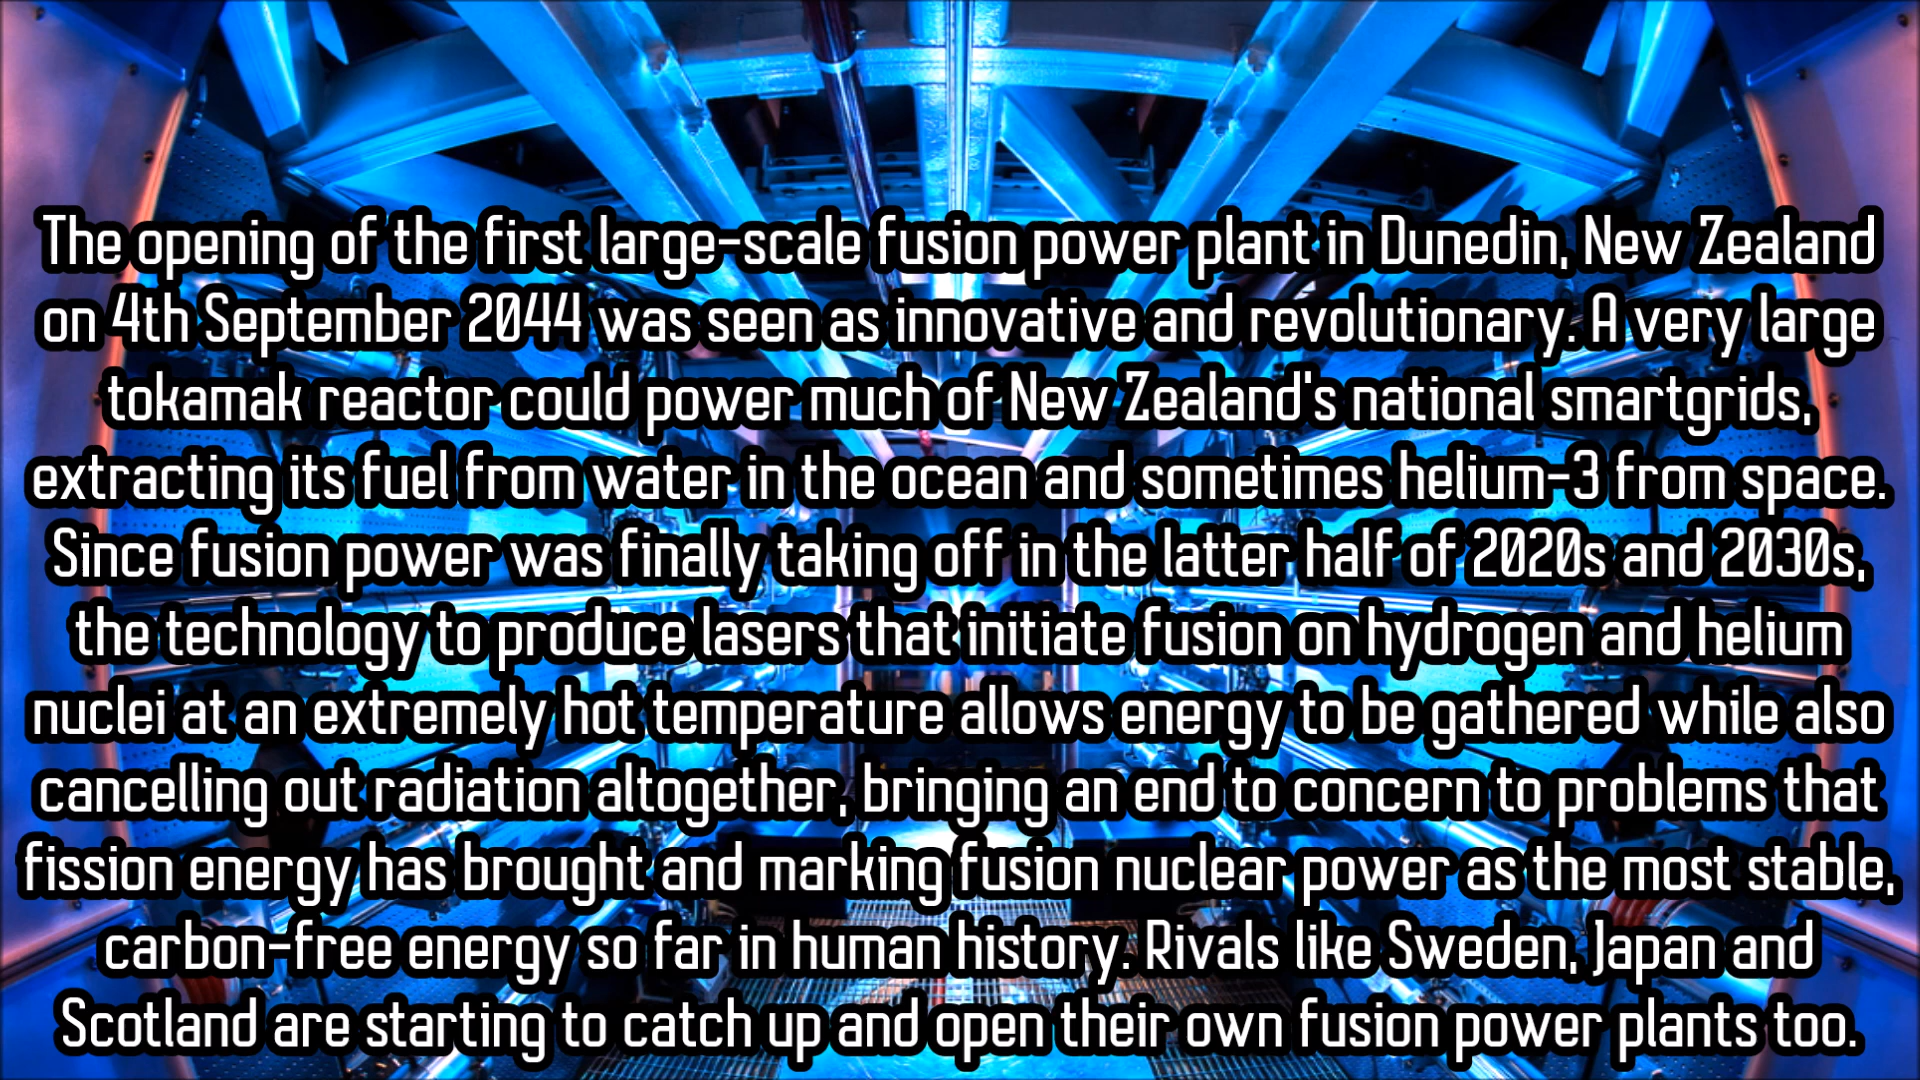 The opening of the first large-scale fusion power plant in Dunedin, New Zealand
on 4th September 2044 was seen as innovative and revolutionary. A very large
tokamak reactor could power much of New Zealand's national smartgrids,
extracting its fuel from water in the ocean and sometimes helium-3 from space.
Since fusion power was finally taking off in the latter half of 2020s and 2030s,
the technology to produce lasers that initiate fusion on hydrogen and helium
nuclei at an extremely hot temperature allows energy to be gathered while also
cancelling out radiation altogether, bringing an end to concern to problems that
fission energy has brought and marking fusion nuclear power as the most stable,
carbon-free energy so far in human history. Rivals like Sweden, Japan and
Scotland are starting to catch up and open their own fusion power plants too.